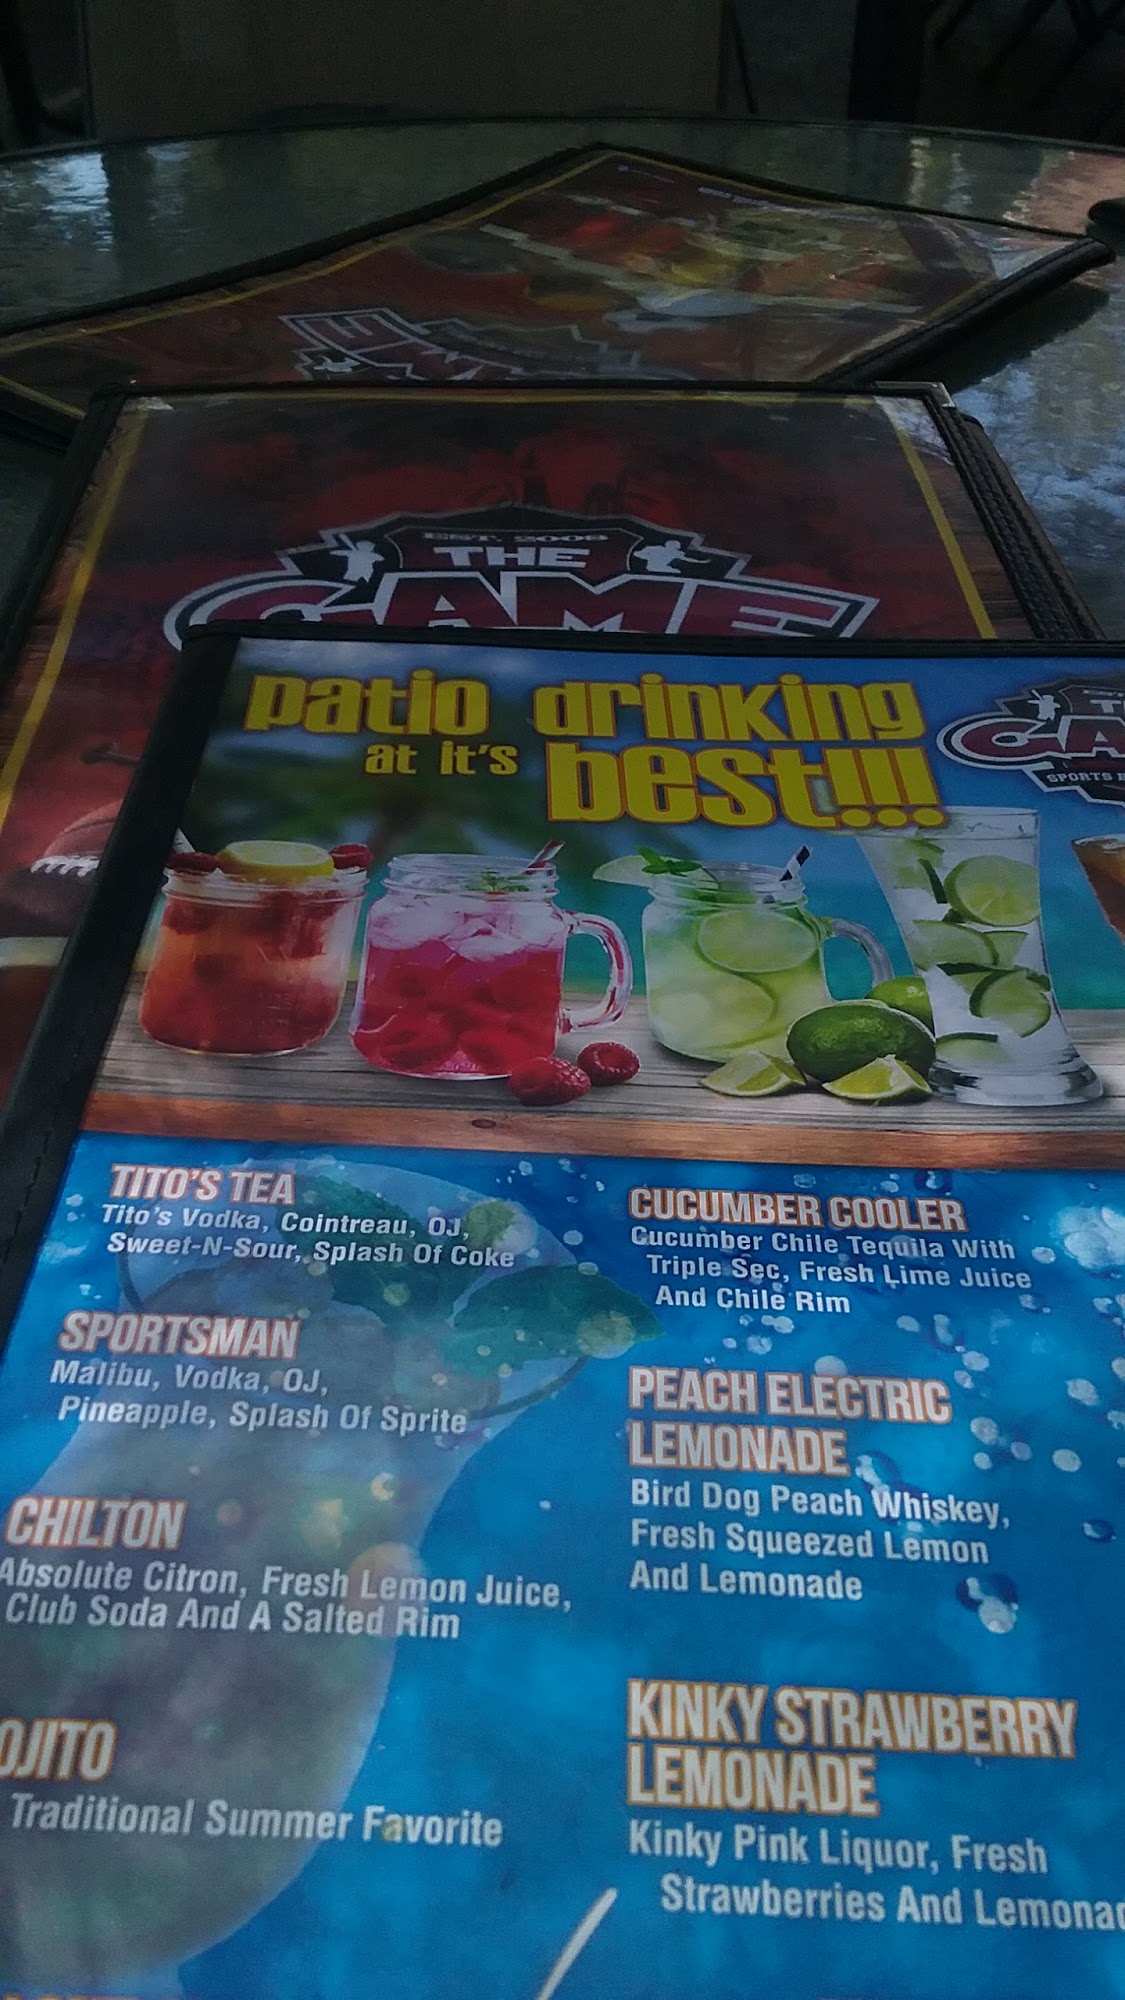 EST. 2008
THE
GAME
patio drinking
at it's best!!!
TITO'S TEA
Tito's Vodka, Cointreau, OJ,
Sweet-N-Sour, Splash Of Coke
SPORTSMAN
Malibu, Vodka, OJ,
Pineapple, Splash Of Sprite
CHILTON
Absolute Citron, Fresh Lemon Juice,
Club Soda And A Salted Rim
OJITO
Traditional Summer Favorite
CUCUMBER COOLER
Cucumber Chile Tequila With
Triple Sec, Fresh Lime Juice
And Chile Rim
PEACH ELECTRIC
LEMONADE
Bird Dog Peach Whiskey,
Fresh Squeezed Lemon
And Lemonade
KINKY STRAWBERRY
LEMONADE
Kinky Pink Liquor, Fresh
Strawberries And Lemonad
SPORTS